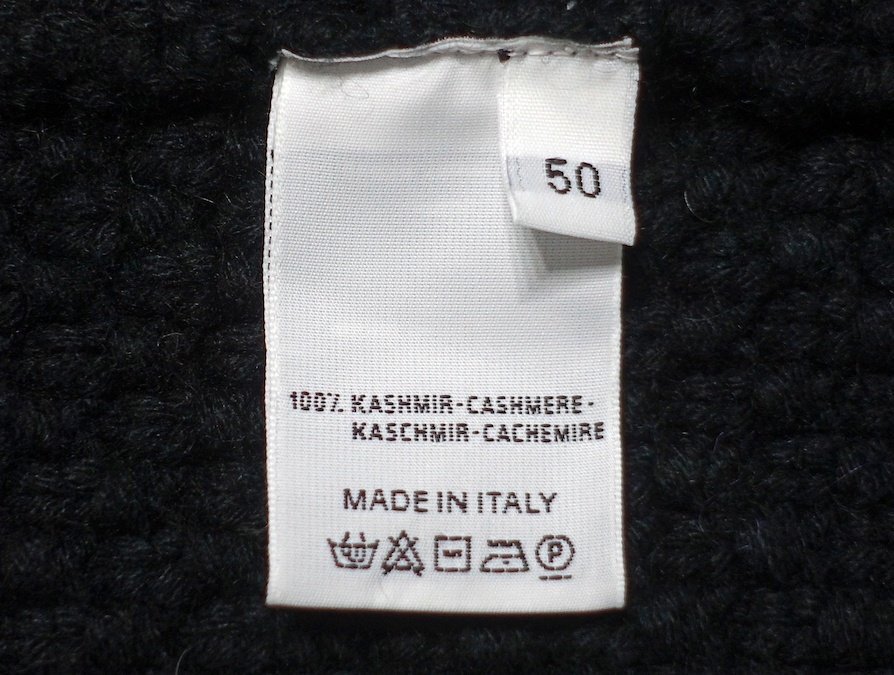 50
100% KASHMIR-CASHMERE-
KASCHMIR-CACHEMIRE
MADE IN ITALY
P